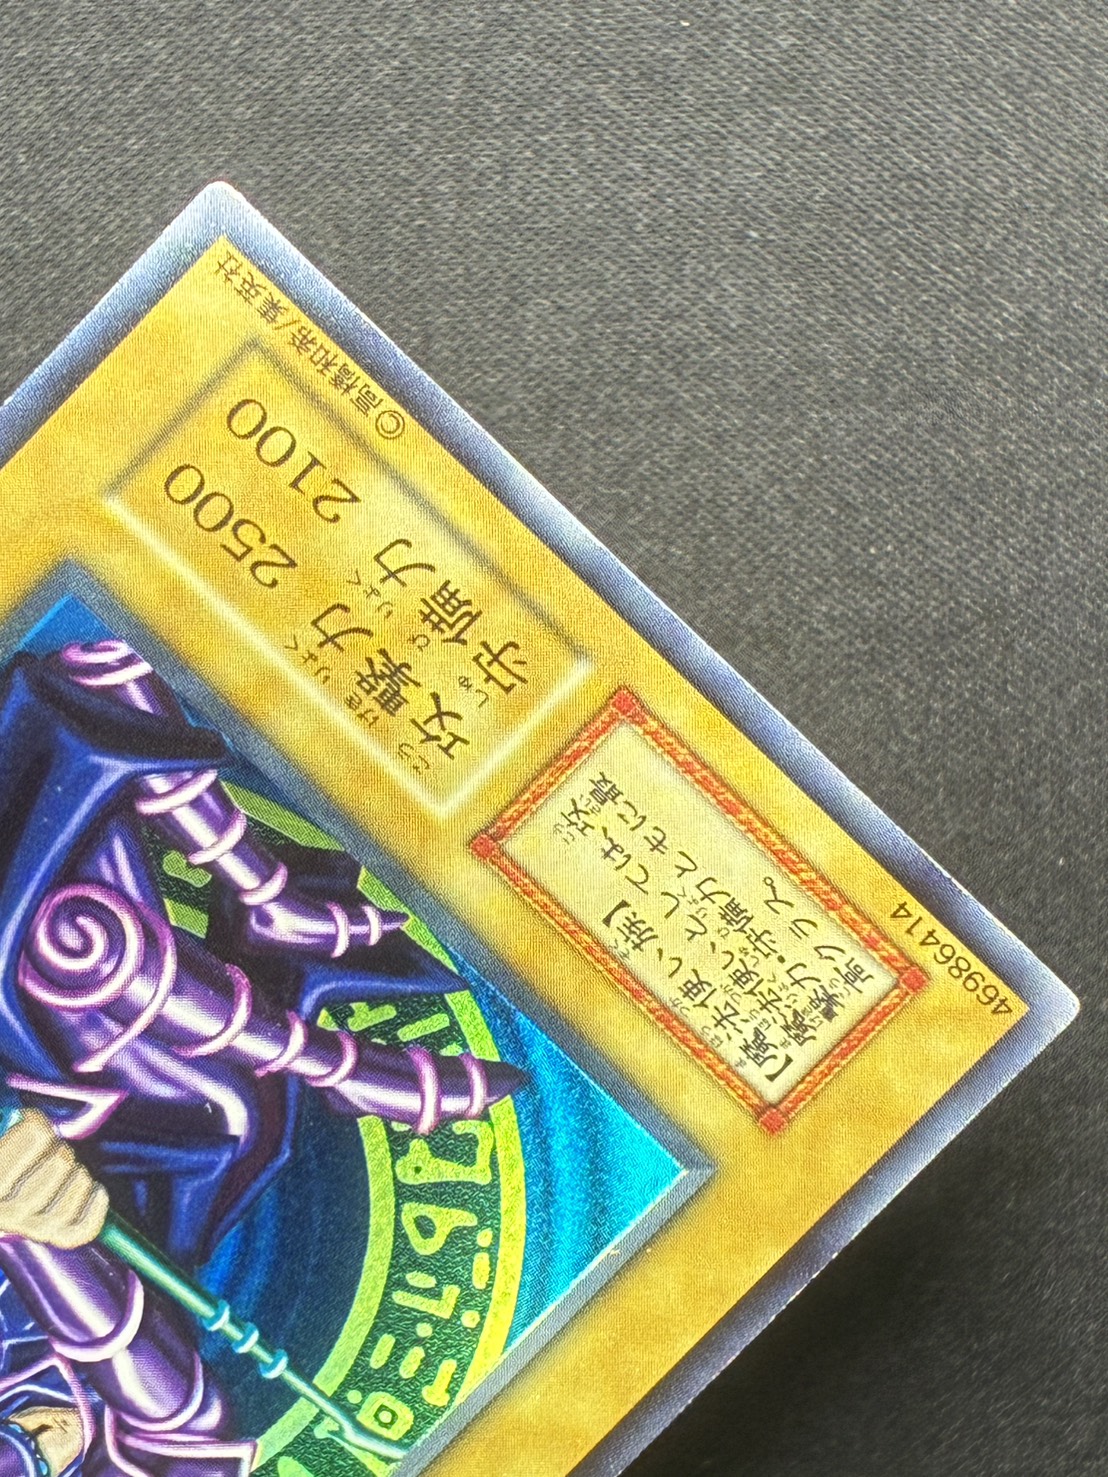 攻撃力 2500
守備力 2100
【魔法使い族】
魔法使いとしては、攻
撃力・守備力ともに最
高クラス。
46986414
©高橋和希/集英社